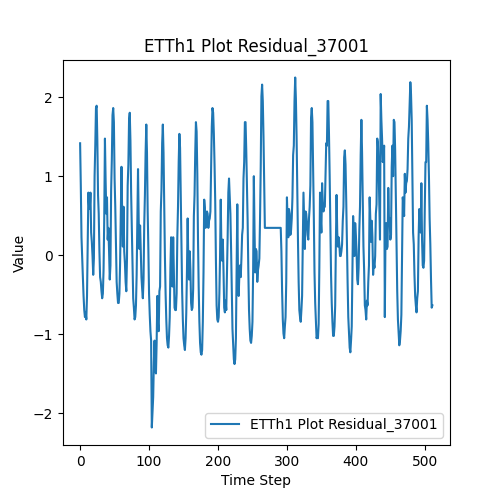 ETTh1 Plot Residual_37001
Value
2
1
0
−1
−2
0
100
200
300
400
500
Time Step
ETTh1 Plot Residual_37001